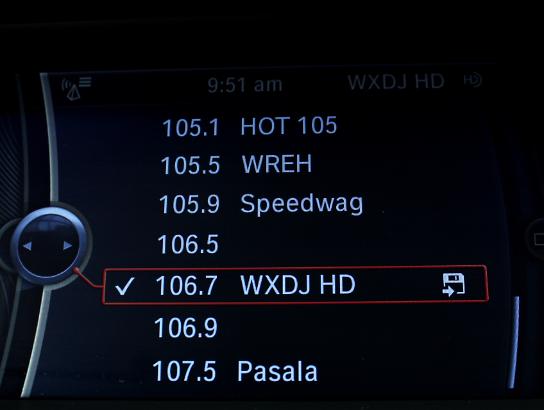 9:51 am WXDJ HD HD
105.1 HOT 105
105.5 WREH
105.9 Speedwag
106.5
106.7 WXDJ HD
106.9
107.5 Pasala